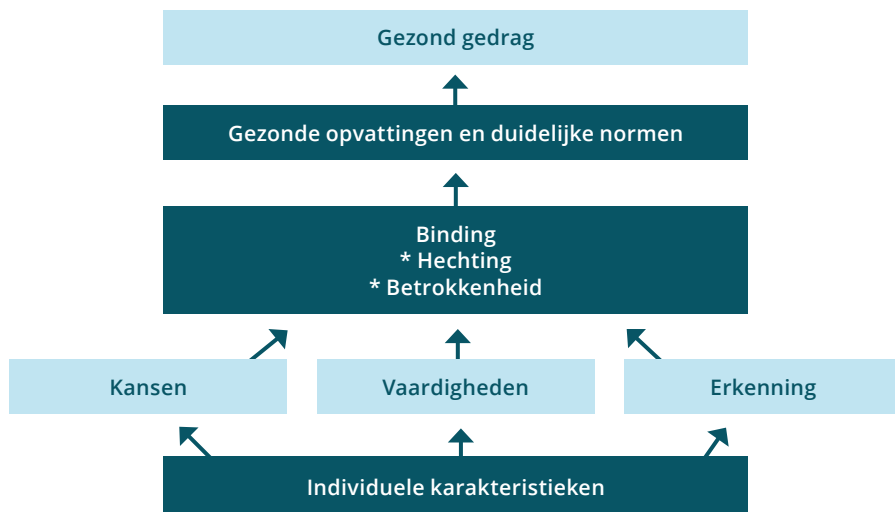 Gezond gedrag
Gezonde opvattingen en duidelijke normen
Binding
* Hechting
* Betrokkenheid
Kansen
Vaardigheden
Erkenning
Individuele karakteristieken